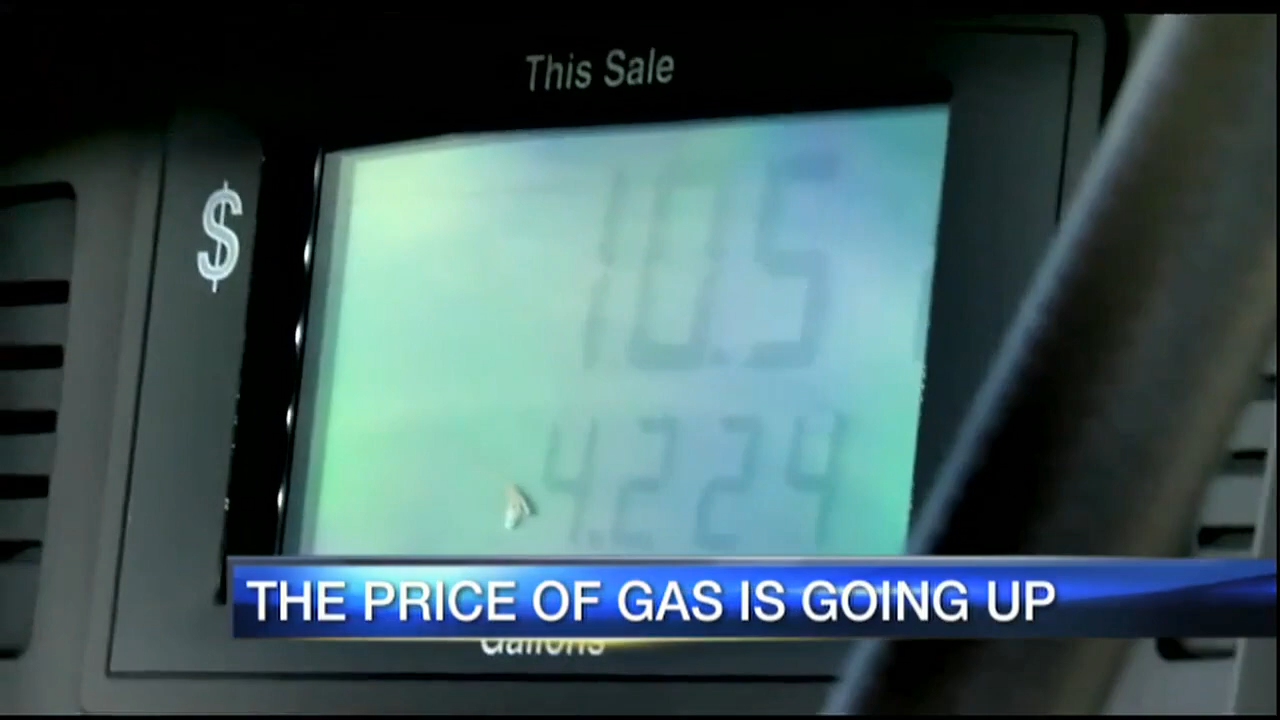 This Sale
$
10.5
4.224
THE PRICE OF GAS IS GOING UP
Gallons